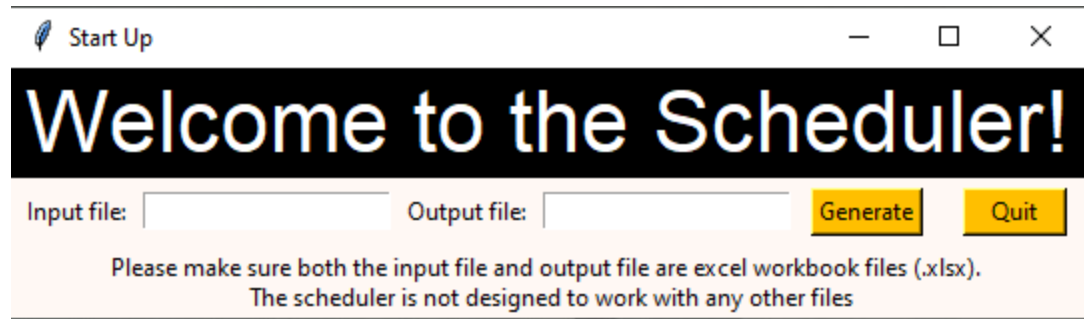 Start Up
Welcome to the Scheduler!
Input file: Output file: Generate Quit
Please make sure both the input file and output file are excel workbook files (.xlsx).
The scheduler is not designed to work with any other files